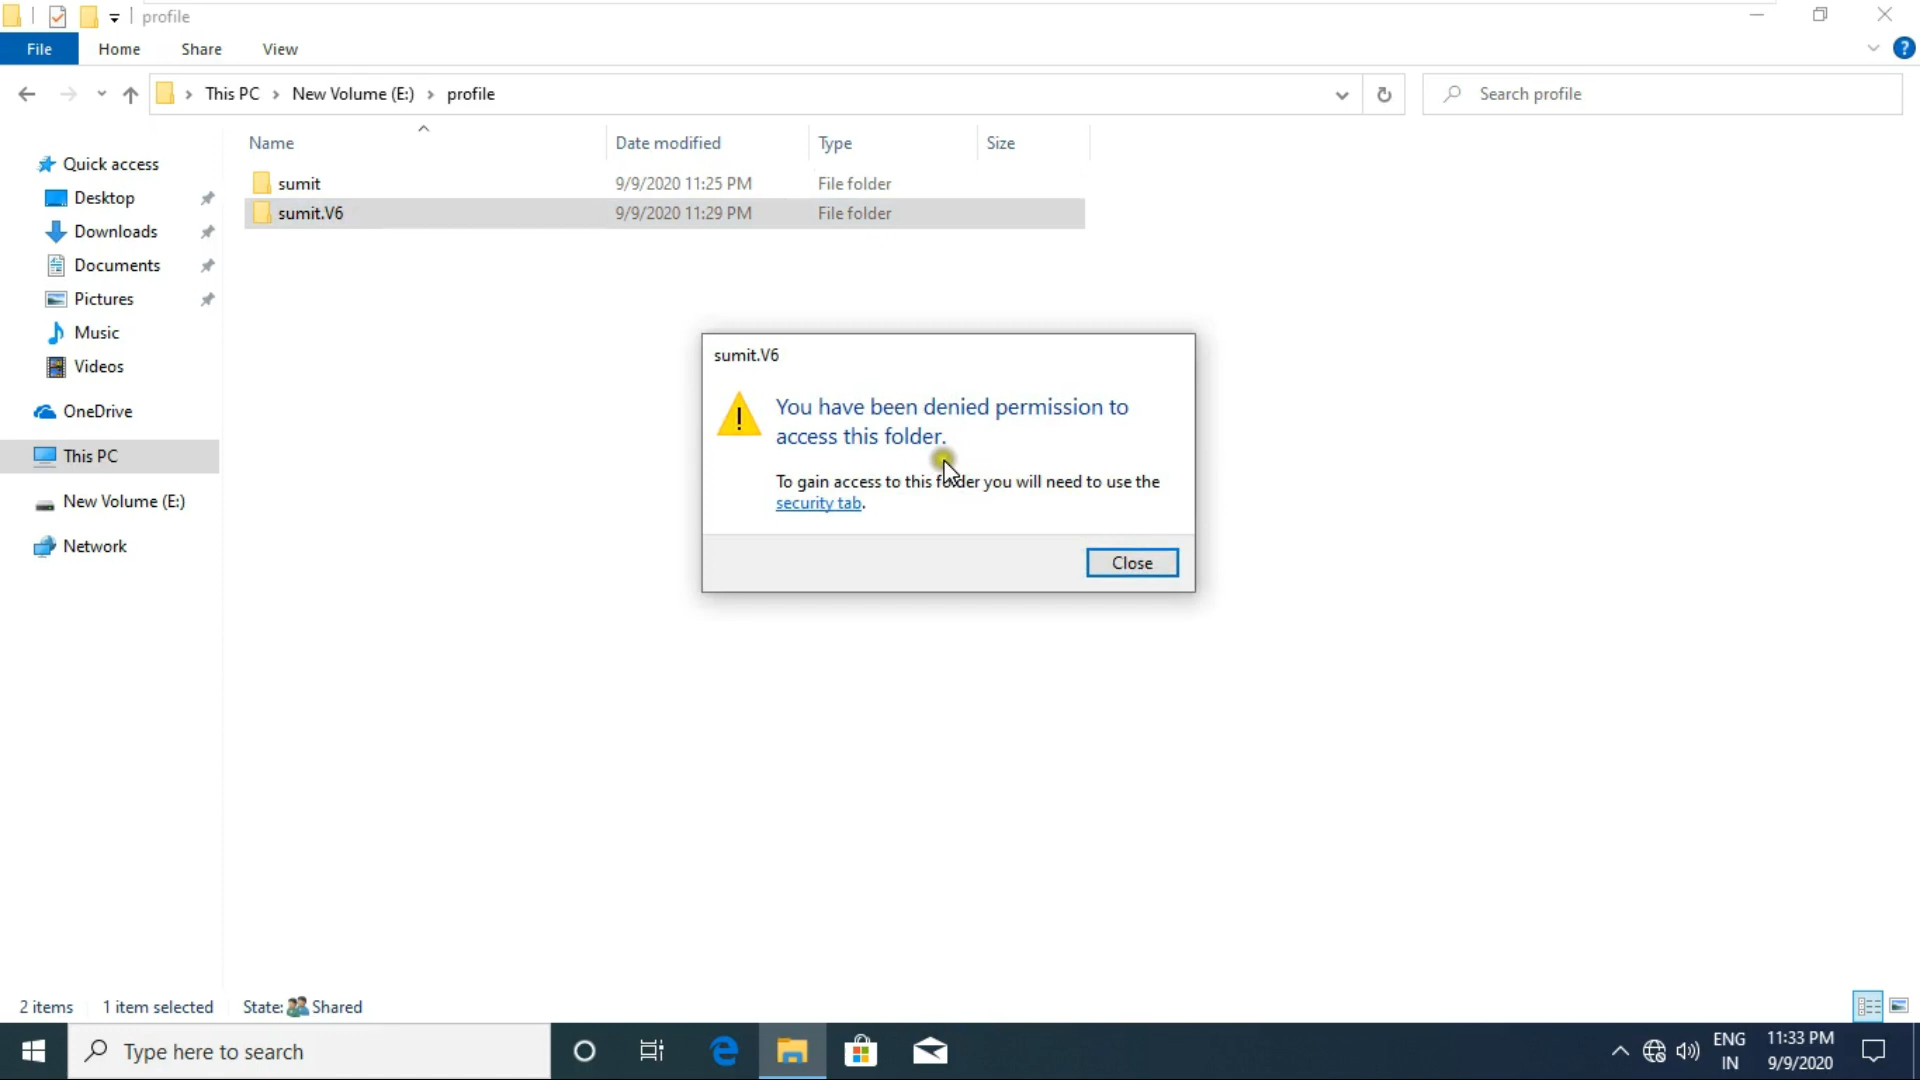 profile
File Home Share View
This PC New Volume (E:) profile
Search profile
Name Date modified Type Size
sumit 9/9/2020 11:25 PM File folder
sumit.V6 9/9/2020 11:29 PM File folder
Quick access
Desktop
Downloads
Documents
Pictures
Music
Videos
OneDrive
This PC
New Volume (E:)
Network
sumit.V6
You have been denied permission to
access this folder.
To gain access to this folder you will need to use the
security tab.
Close
2 items 1 item selected State: Shared
Type here to search
ENG
IN
11:33 PM
9/9/2020